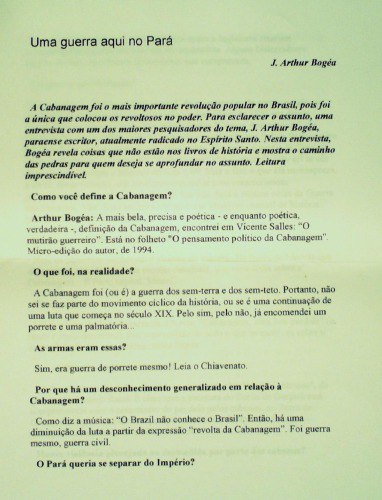 Uma guerra aqui no Pará
J. Arthur Bogéa
A Cabanagem foi o mais importante revolução popular no Brasil, pois foi
a única que colocou os revoltosos no poder. Para esclarecer o assunto, uma
entrevista com um dos maiores pesquisadores do tema, J. Arthur Bogéa,
paraense escritor, atualmente radicado no Espírito Santo. Nesta entrevista,
Bogéa revela coisas que não estão nos livros de história e mostra o caminho
das pedras para quem deseja se aprofundar no assunto. Leitura
imprescindível.
Como você define a Cabanagem?
Arthur Bogéa: A mais bela, precisa e poética - e enquanto poética,
verdadeira -, definição da Cabanagem, encontrei em Vicente Salles: "O
mutirão guerreiro". Está no folheto "O pensamento político da Cabanagem".
Micro-edição do autor, de 1994.
O que foi, na realidade?
A Cabanagem foi (ou é) a guerra dos sem-terra e dos sem-teto. Portanto, não
sei se faz parte do movimento cíclico da história, ou se é uma continuação de
uma luta que começa no século XIX. Pelo sim, pelo não, já encomendei um
porrete e uma palmatória...
As armas eram essas?
Sim, era guerra de porrete mesmo! Leia o Chiavenato.
Por que há um desconhecimento generalizado em relação à
Cabanagem?
Como diz a música: "O Brazil não conhece o Brasil". Então, há uma
diminuição da luta a partir da expressão "revolta da Cabanagem". Foi guerra
mesmo, guerra civil.
O Pará queria se separar do Império?